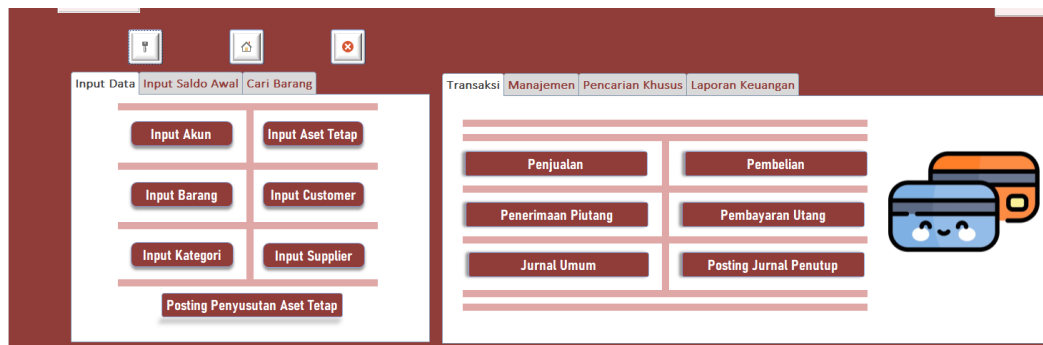 Input Data Input Saldo Awal Cari Barang
Input Akun Input Aset Tetap
Input Barang Input Customer
Input Kategori Input Supplier
Posting Penyusutan Aset Tetap
Transaksi Manajemen Pencarian Khusus Laporan Keuangan
Penjualan Pembelian
Penerimaan Piutang Pembayaran Utang
Jurnal Umum Posting Jurnal Penutup